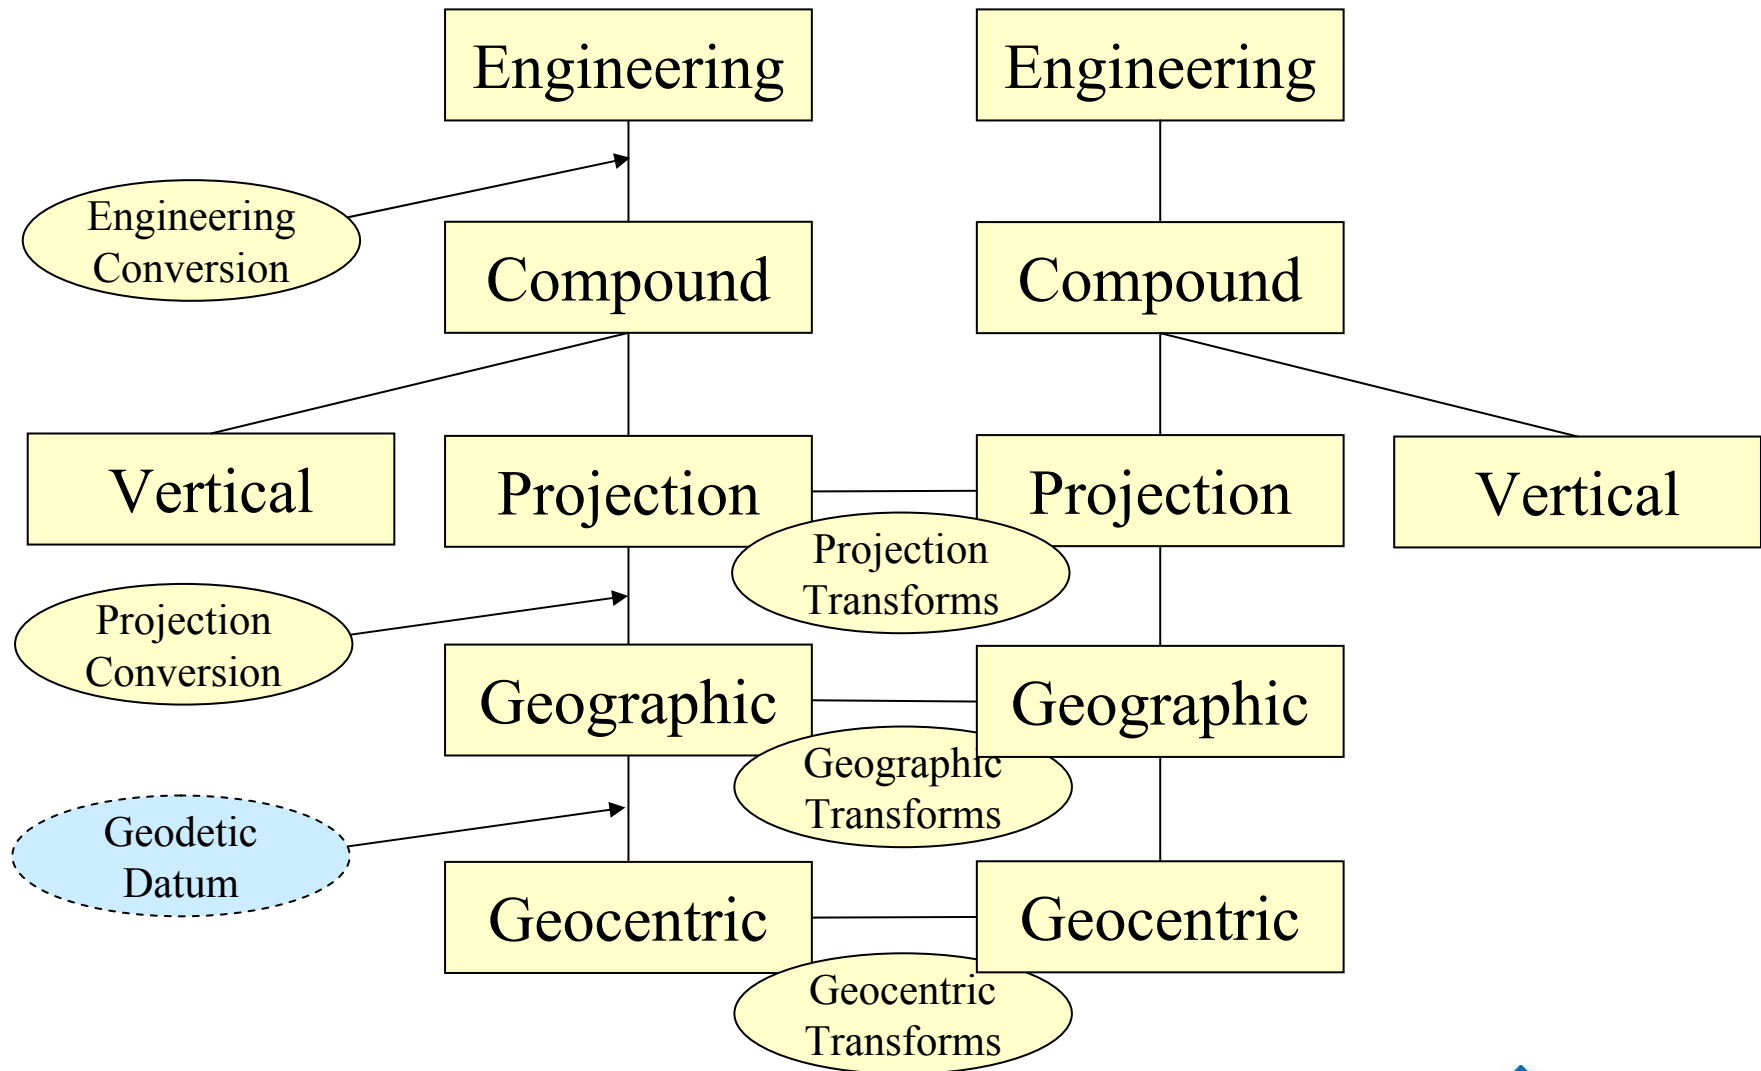 Engineering
Engineering
Engineering
Conversion
Compound
Compound
Vertical
Projection
Projection
Vertical
Projection
Transforms
Projection
Conversion
Geographic
Geographic
Geographic
Transforms
Geodetic
Datum
Geocentric
Geocentric
Geocentric
Transforms